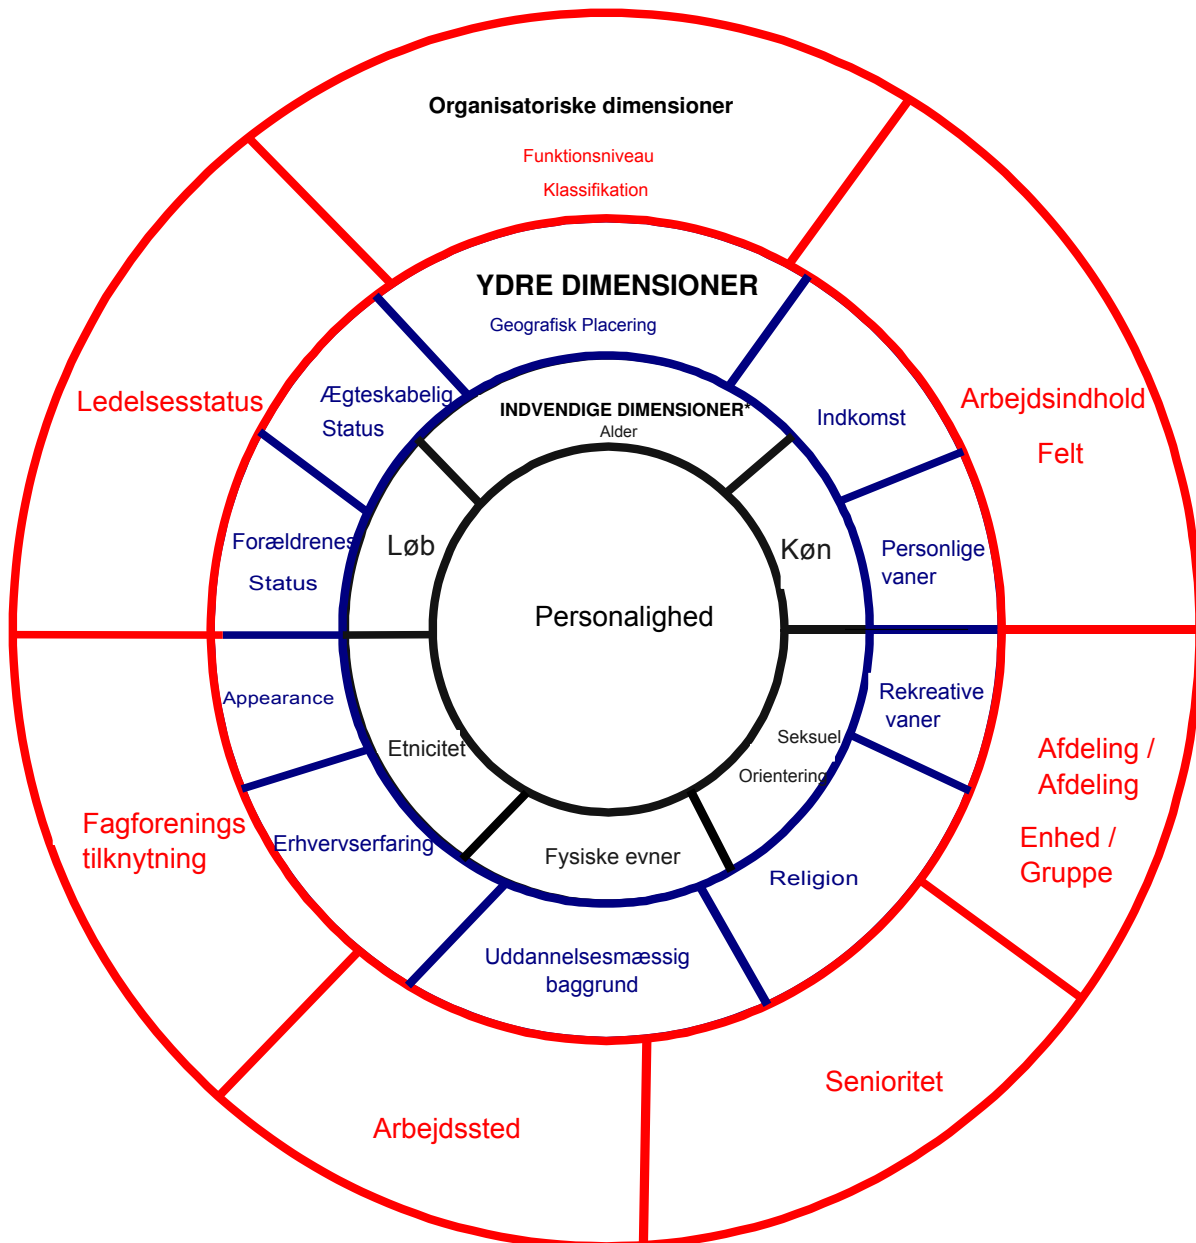 Organisatoriske dimensioner
Funktionsniveau
Klassifikation
YDRE DIMENSIONER
Geografisk Placering
INDVENDIGE DIMENSIONER*
Alder
Ledelsesstatus
Ægteskabelig
Status
Indkomst
Arbejdsindhold
Felt
Forældrenes
Status
Løb
Køn
Personlige
vaner
Personalighed
Appearance
Etnicitet
Seksuel
Orientering
Rekreative
vaner
Afdeling /
Afdeling
Enhed /
Gruppe
Fagforenings
tilknytning
Erhvervserfaring
Fysiske evner
Religion
Uddannelsesmæssig
baggrund
Senioritet
Arbejdssted